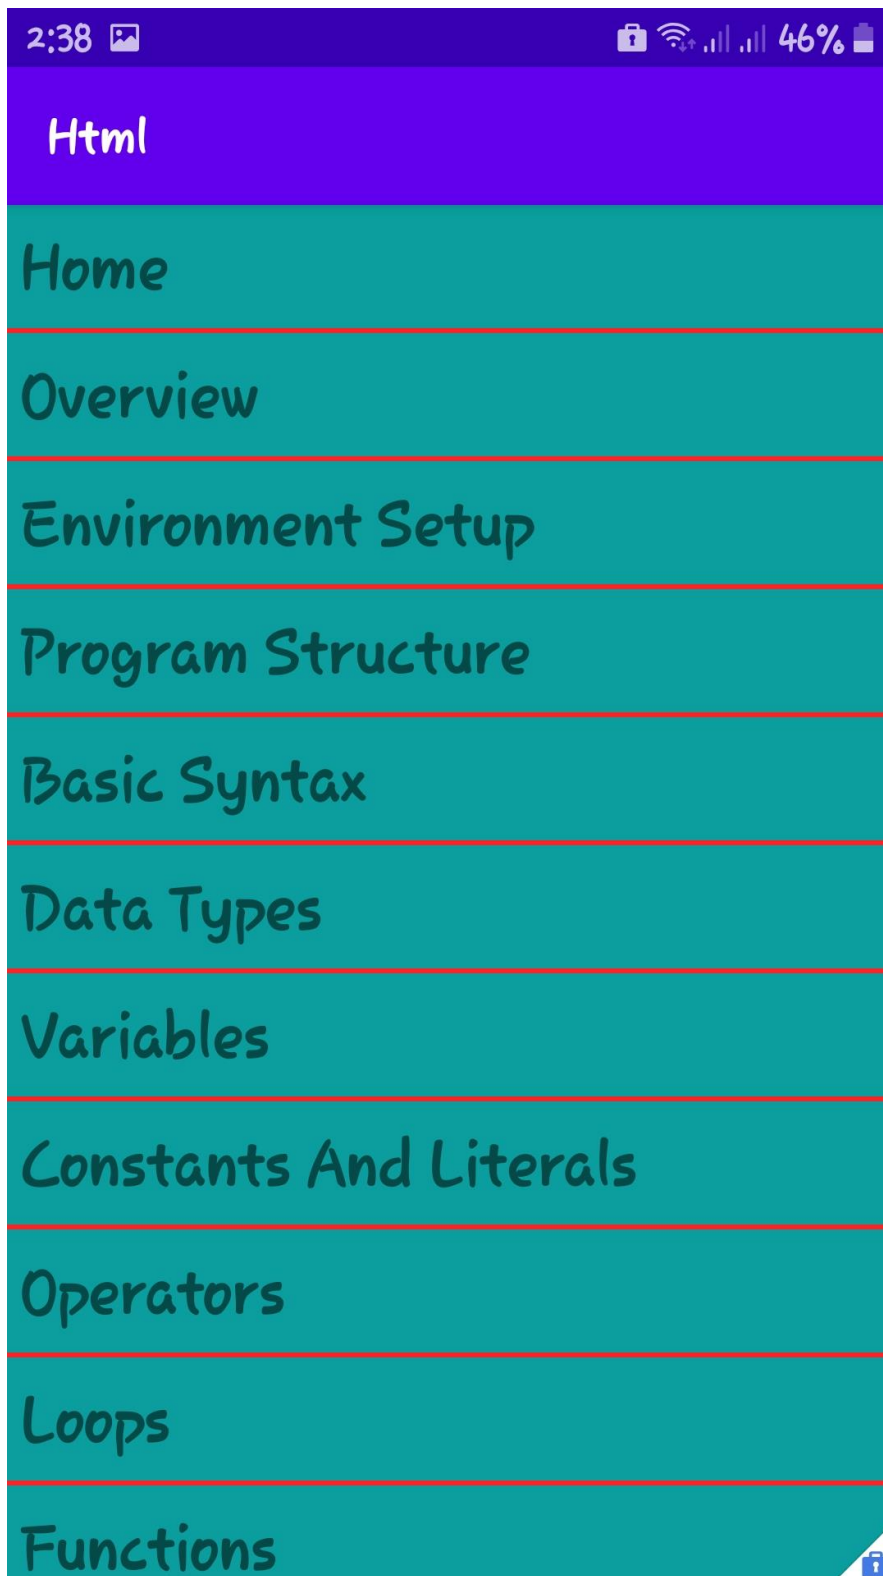 2:38 46%
Html
Home
Overview
Environment Setup
Program Structure
Basic Syntax
Data Types
Variables
Constants And Literals
Operators
Loops
Functions